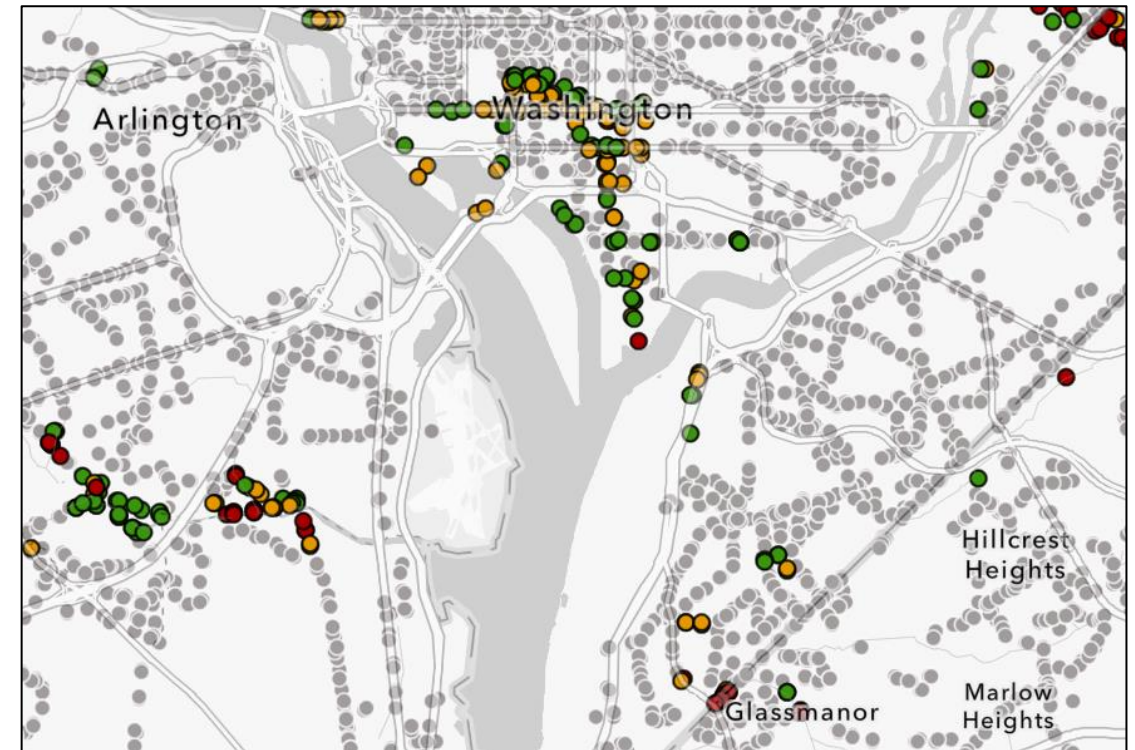 Washington
Arlington
Hillcrest
Heights
Marlow
Heights
Glassmanor